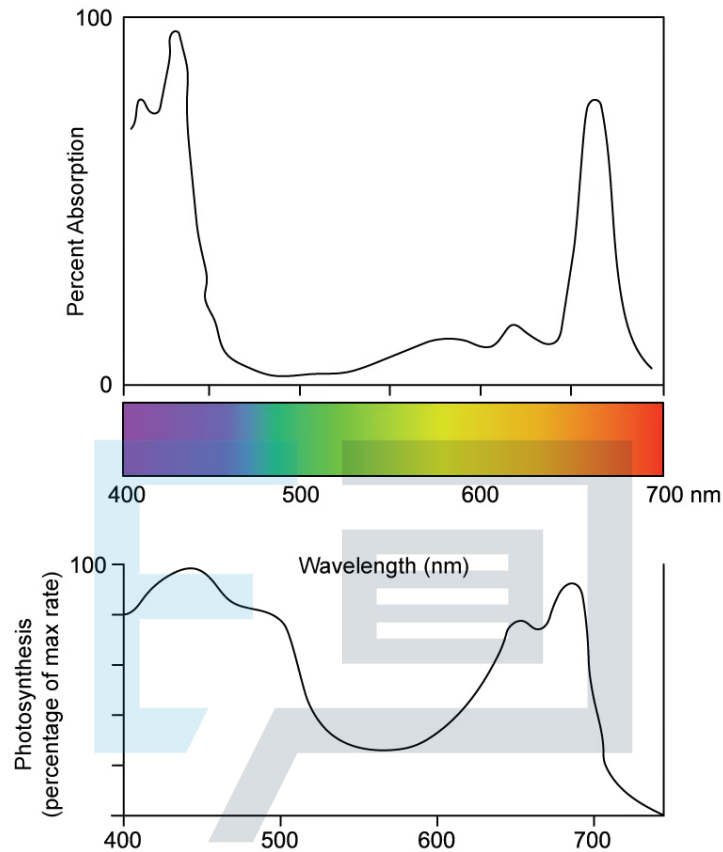 100
Percent Absorption
0
400 500 600 700 nm
Wavelength (nm)
100
Photosynthesis
(percentage of max rate)
400 500 600 700